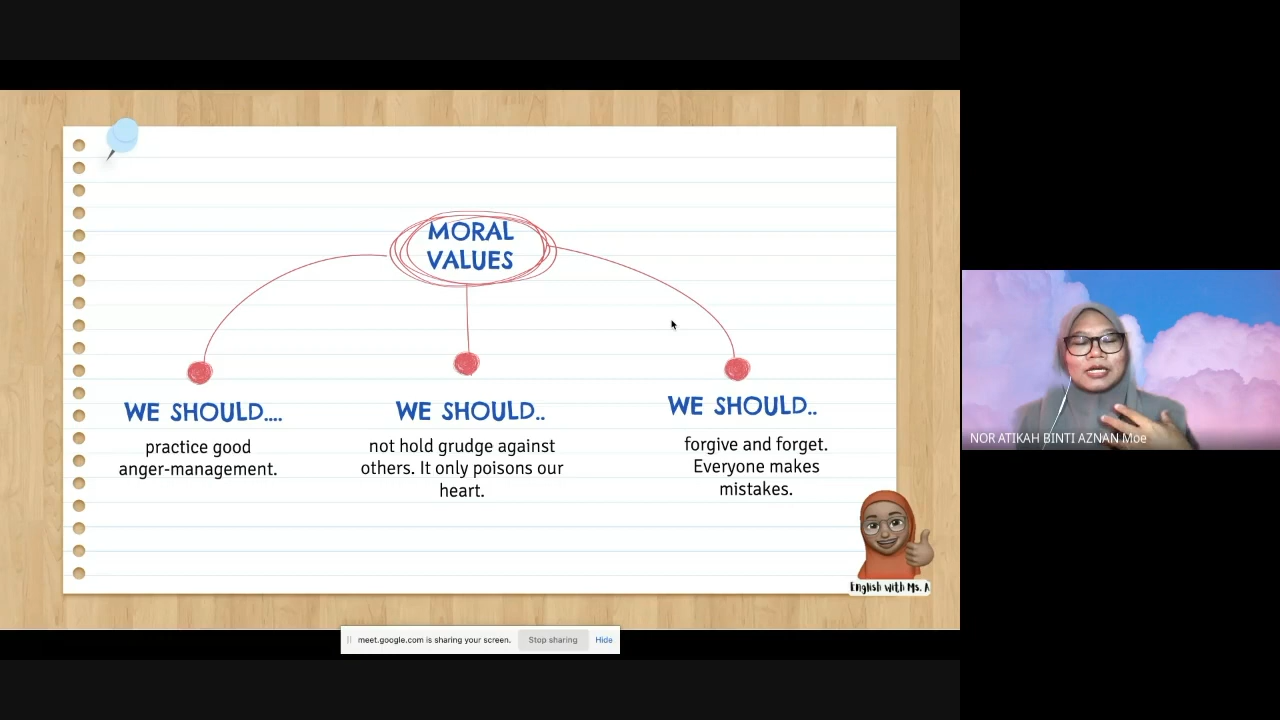 MORAL
VALUES
WE SHOULD....
practice good
anger-management.
WE SHOULD..
not hold grudge against
others. It only poisons our
heart.
WE SHOULD..
forgive and forget.
Everyone makes
mistakes.
English with Ms. A
NOR ATIKAH BINTI AZNAN Moe
meet.google.com is sharing your screen.
Stop sharing
Hide